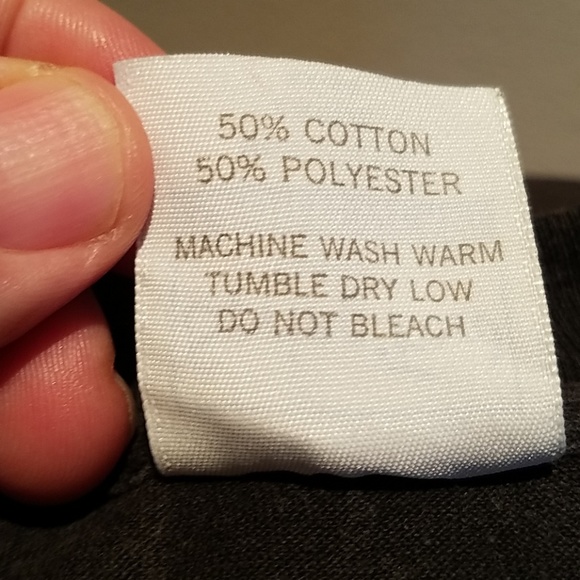 50% COTTON
50% POLYESTER
MACHINE WASH WARM
TUMBLE DRY LOW
DO NOT BLEACH